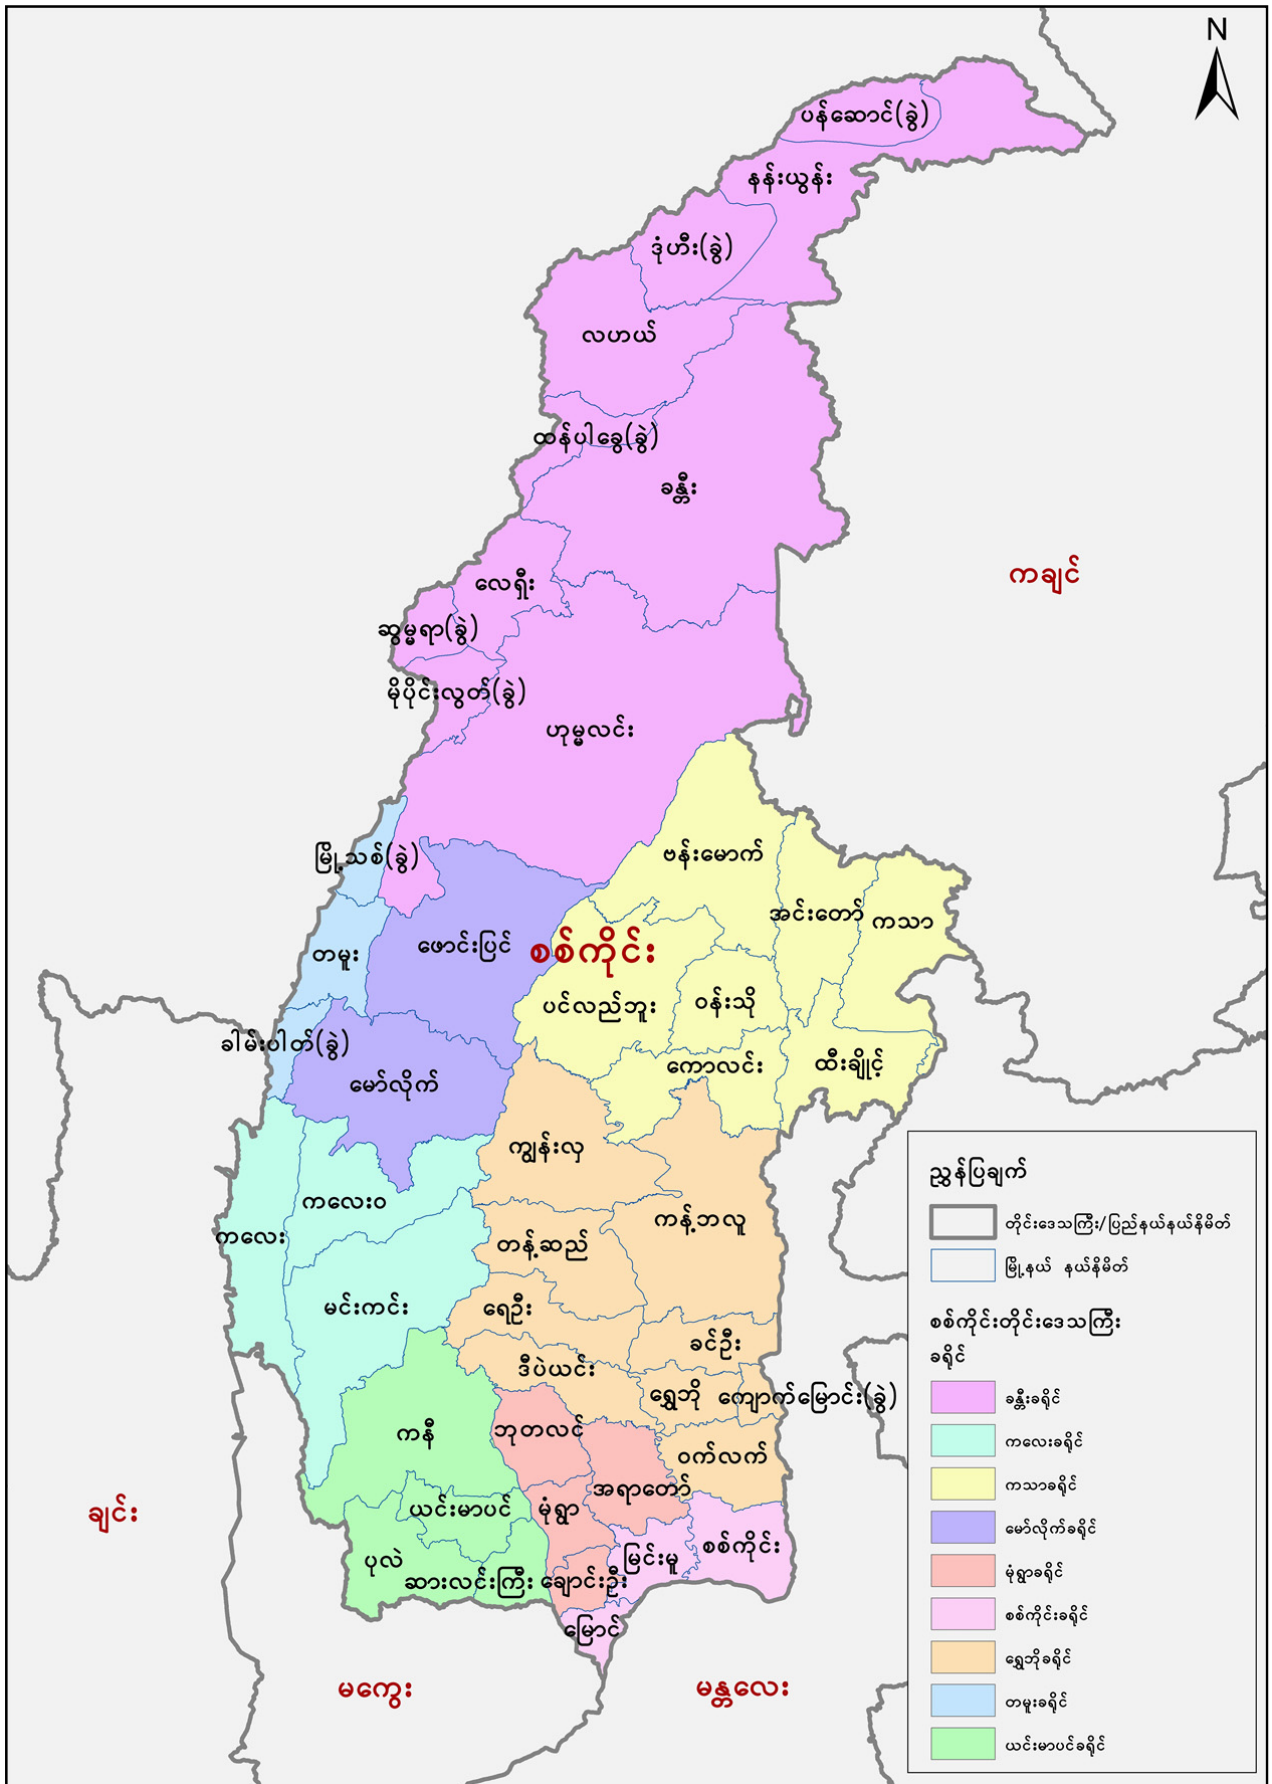 N
ပန်ဆောင်(ခွဲ)
နန်းယွန်း
ဒုံဟီး(ခွဲ)
လဟယ်
ထန်ပါခွေ(ခွဲ)
ခန္တီး
လေရှီး
ကချင်
ဆွမ္မရာ(ခွဲ)
မိုပိုင်းလွတ်(ခွဲ)
ဟုမ္မလင်း
မြို့သစ်(ခွဲ)
ဗန်းမောက်
အင်းတော်
ကသာ
တမူး
ဖောင်းပြင်
စစ်ကိုင်း
ပင်လည်ဘူး
ဝန်းသို
ခါမ်းပါတ်(ခွဲ)
မော်လိုက်
ကောလင်း
ထီးချိုင့်
ကျွန်းလှ
ကလေးဝ
ကန့်ဘလူ
ကလေး
တန့်ဆည်
မင်းကင်း
ရေဦး
ခင်ဦး
ဒီပဲယင်း
ရွှေဘို
ကျောက်မြောင်း(ခွဲ)
ကနီ
ဘုတလင်
ဝက်လက်
အရာတော်
ချင်း
ယင်းမာပင်
မုံရွာ
စစ်ကိုင်း
ပုလဲ
မြင်းမူ
ဆားလင်းကြီး
ချောင်းဦး
မြောင်
မကွေး
မန္တလေး
ညွှန်ပြချက်
တိုင်းဒေသကြီး/ပြည်နယ်နယ်နိမိတ်
မြို့နယ် နယ်နိမိတ်
စစ်ကိုင်းတိုင်းဒေသကြီး
ခရိုင်
ခန္တီးခရိုင်
ကလေးခရိုင်
ကသာခရိုင်
မော်လိုက်ခရိုင်
မုံရွာခရိုင်
စစ်ကိုင်းခရိုင်
ရွှေဘိုခရိုင်
တမူးခရိုင်
ယင်းမာပင်ခရိုင်